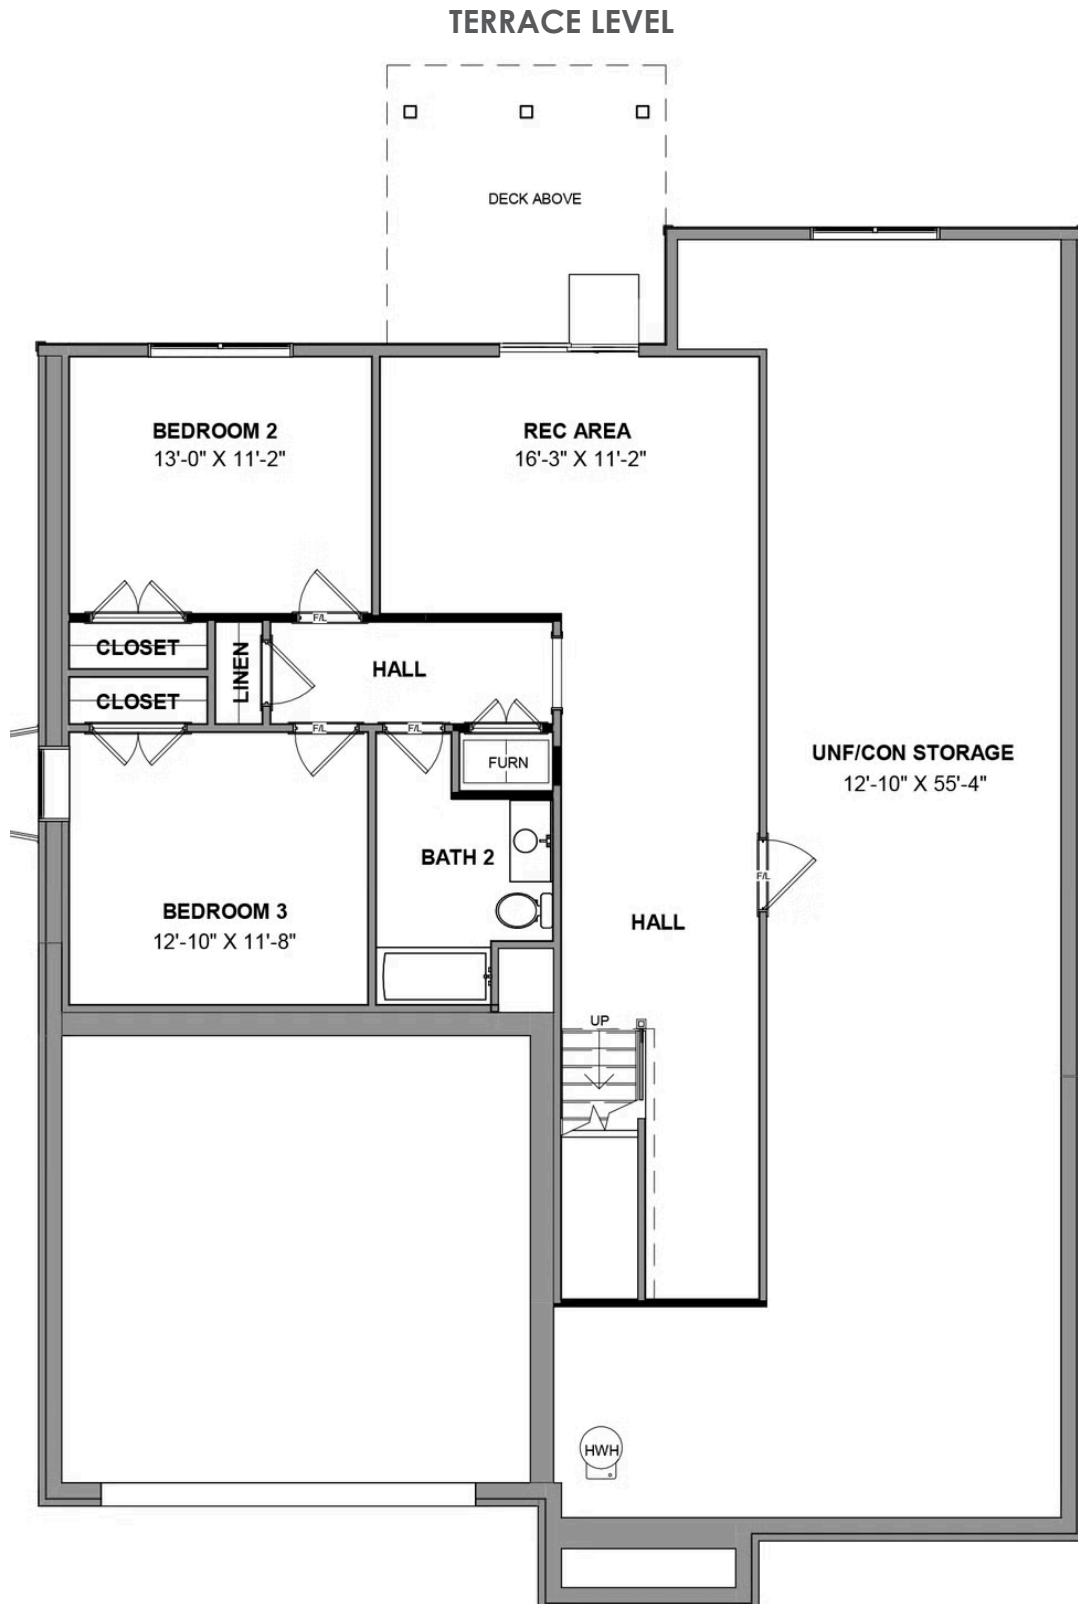 TERRACE LEVEL
DECK ABOVE
BEDROOM 2
13'-0" X 11'-2"
REC AREA
16'-3" X 11'-2"
F/L
CLOSET
LINEN
HALL
CLOSET
F/L
F/L
FURN
UNF/CON STORAGE
12'-10" X 55'-4"
BATH 2
F/L
BEDROOM 3
12'-10" X 11'-8"
HALL
UP
HWH